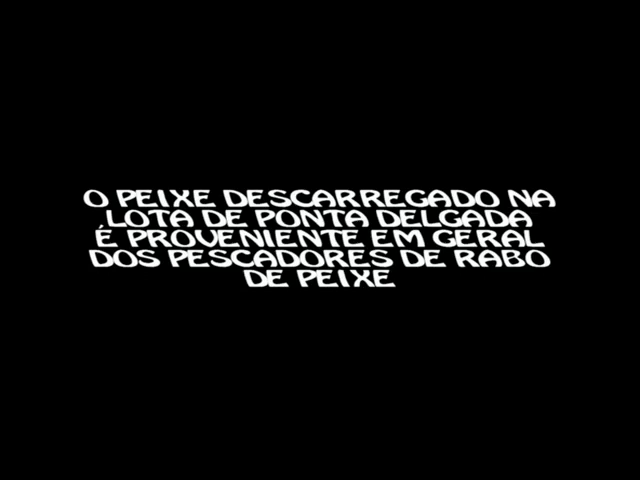 O PEIXE DESCARREGADO NA
LOTA DE PONTA DELGADA
É PROVENIENTE EM GERAL
DOS PESCADORES DE RABO
DE PEIXE